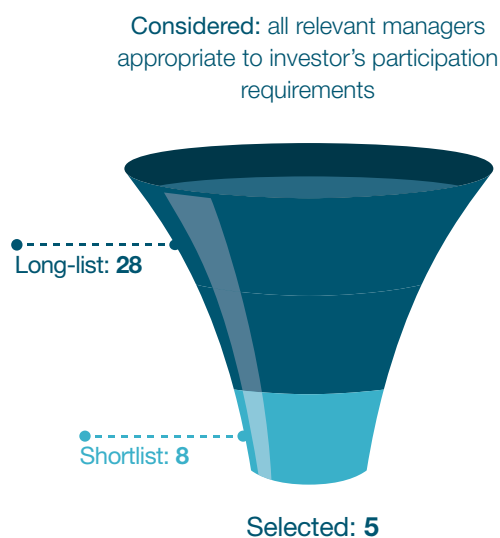 Considered: all relevant managers
appropriate to investor’s participation
requirements
Long-list: 28
Shortlist: 8
Selected: 5